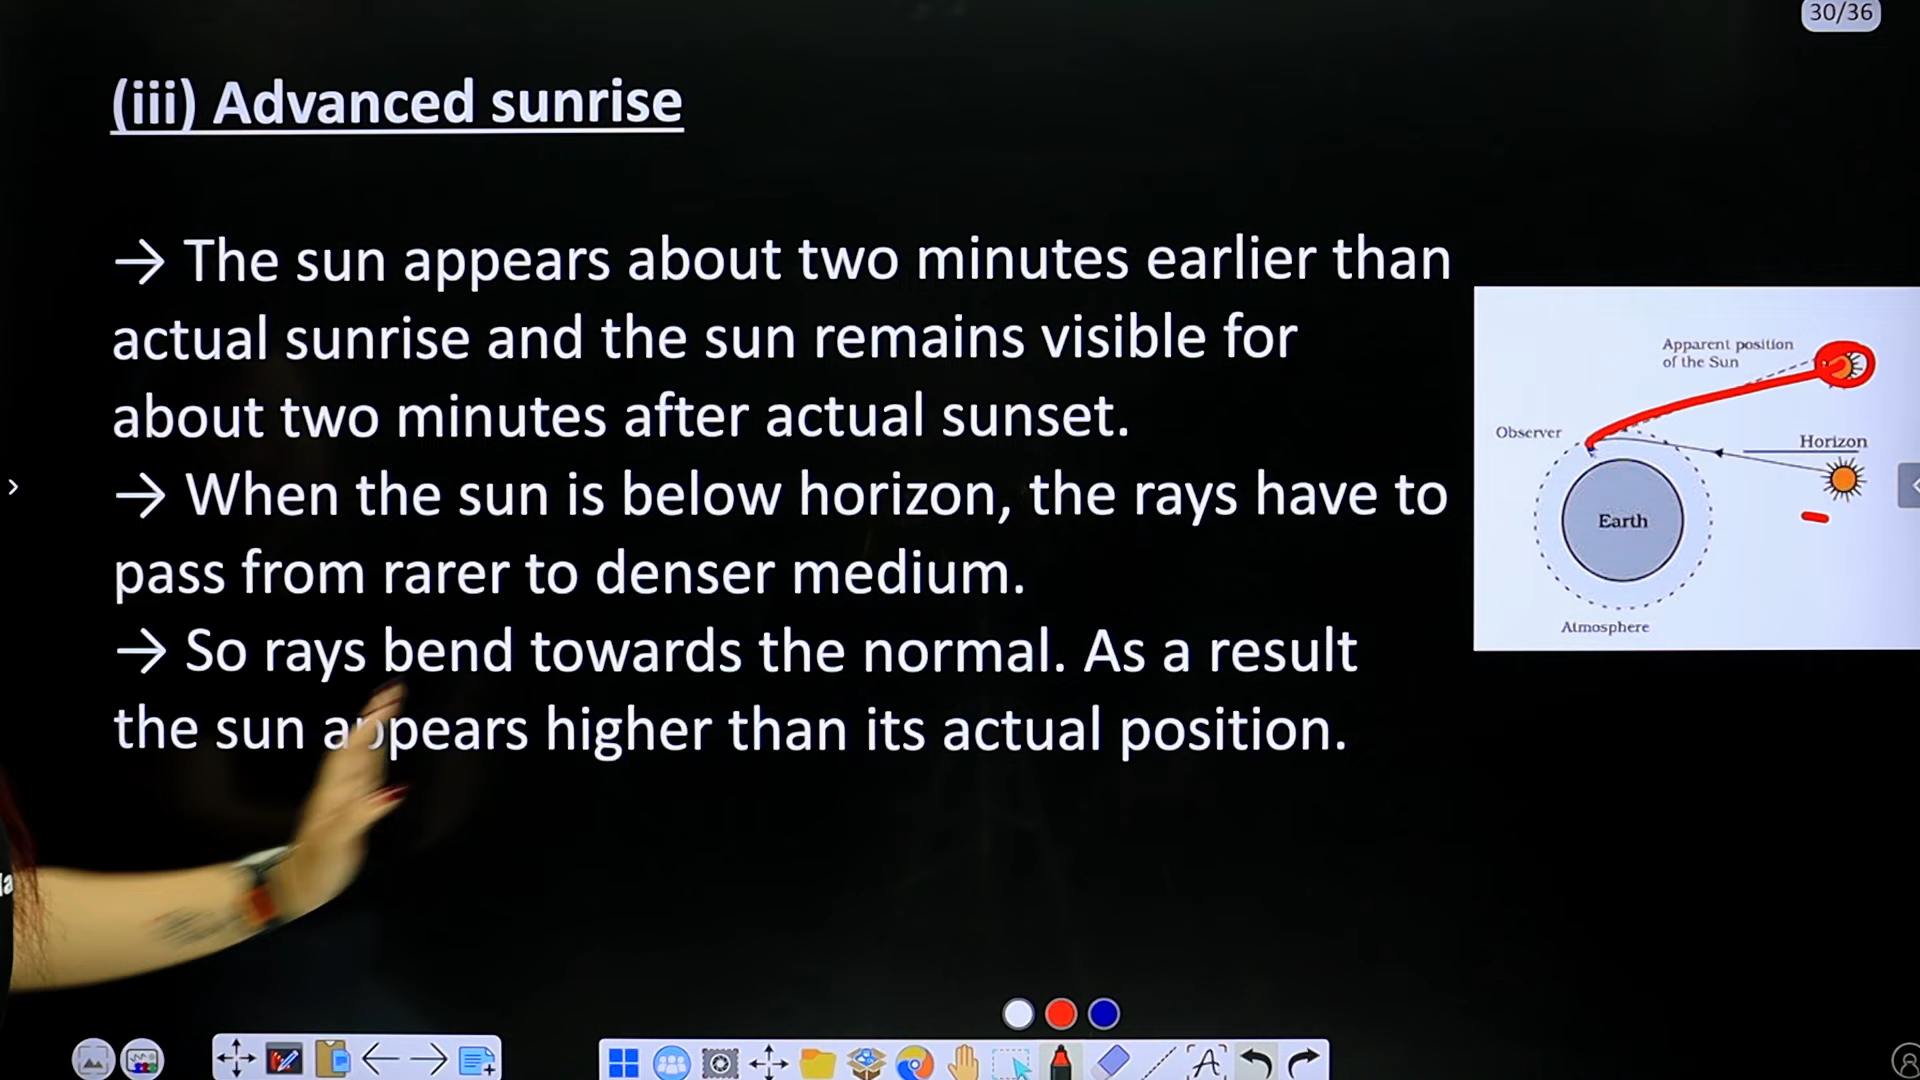 30/36
(iii) Advanced sunrise
→ The sun appears about two minutes earlier than
actual sunrise and the sun remains visible for
about two minutes after actual sunset.
→ When the sun is below horizon, the rays have to
pass from rarer to denser medium.
→ So rays bend towards the normal. As a result
the sun appears higher than its actual position.
Apparent position
of the Sun
Observer
Horizon
Earth
Atmosphere